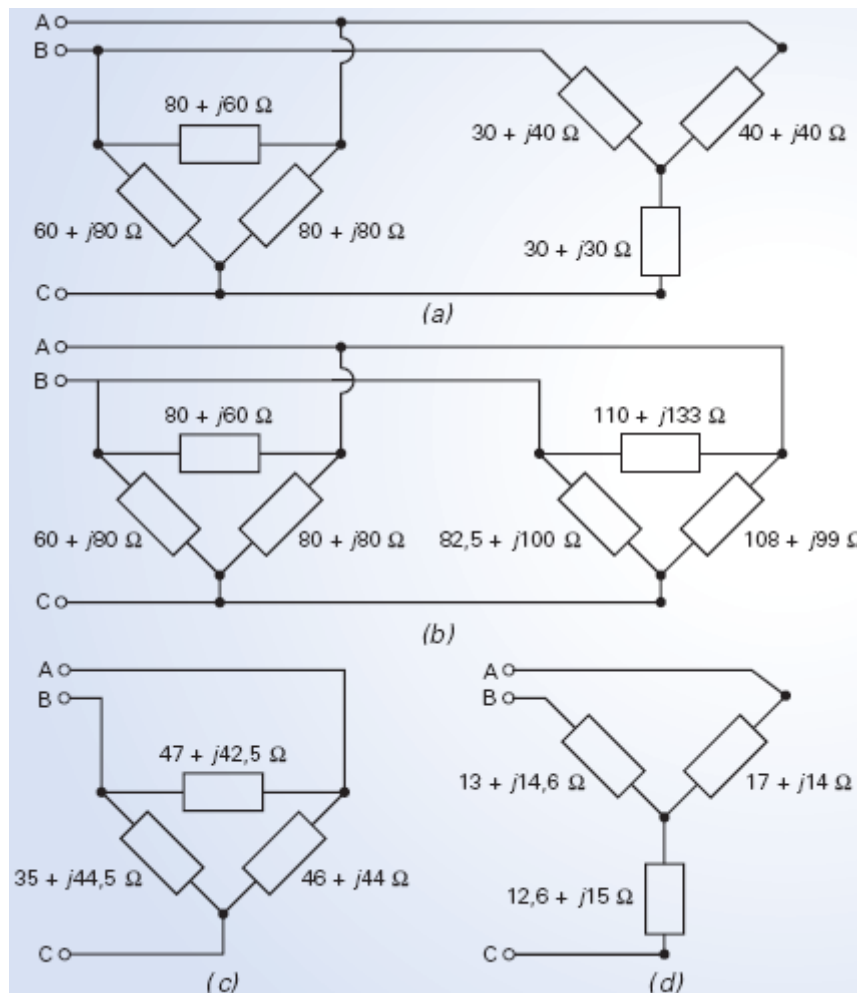 A
B
80 + j60 Ω
30 + j40 Ω
40 + j40 Ω
60 + j80 Ω
80 + j80 Ω
30 + j30 Ω
C
(a)
A
B
80 + j60 Ω
110 + j133 Ω
60 + j80 Ω
80 + j80 Ω
82,5 + j100 Ω
108 + j99 Ω
C
(b)
A
B
47 + j42,5 Ω
35 + j44,5 Ω
46 + j44 Ω
C
(c)
A
B
13 + j14,6 Ω
17 + j14 Ω
12,6 + j15 Ω
C
(d)